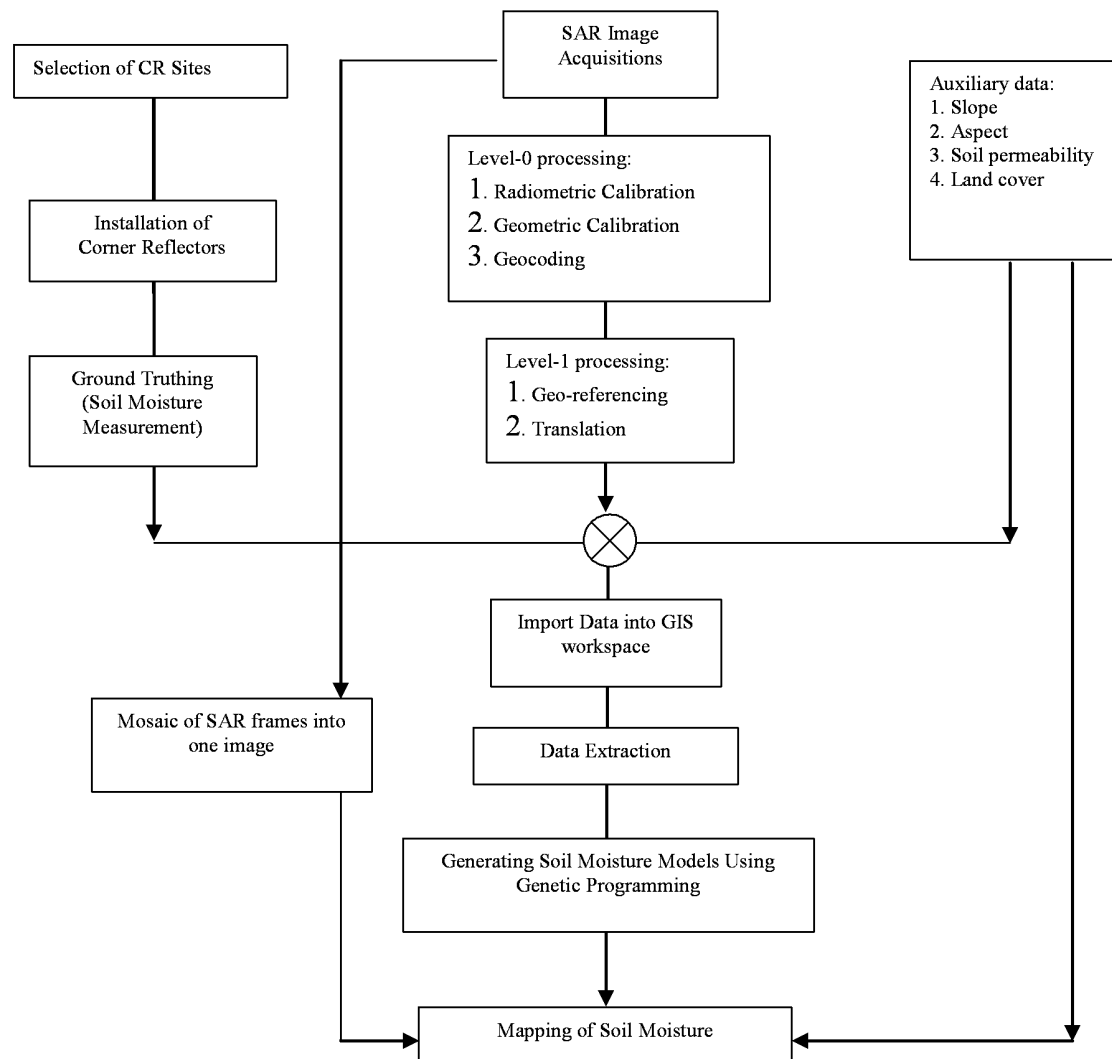 Selection of CR Sites
SAR Image
Acquisitions
Auxiliary data:
1. Slope
2. Aspect
3. Soil permeability
4. Land cover
Level-0 processing:
1. Radiometric Calibration
2. Geometric Calibration
3. Geocoding
Installation of
Corner Reflectors
Level-1 processing:
1. Geo-referencing
2. Translation
Ground Truthing
(Soil Moisture
Measurement)
Import Data into GIS
workspace
Mosaic of SAR frames into
one image
Data Extraction
Generating Soil Moisture Models Using
Genetic Programming
Mapping of Soil Moisture